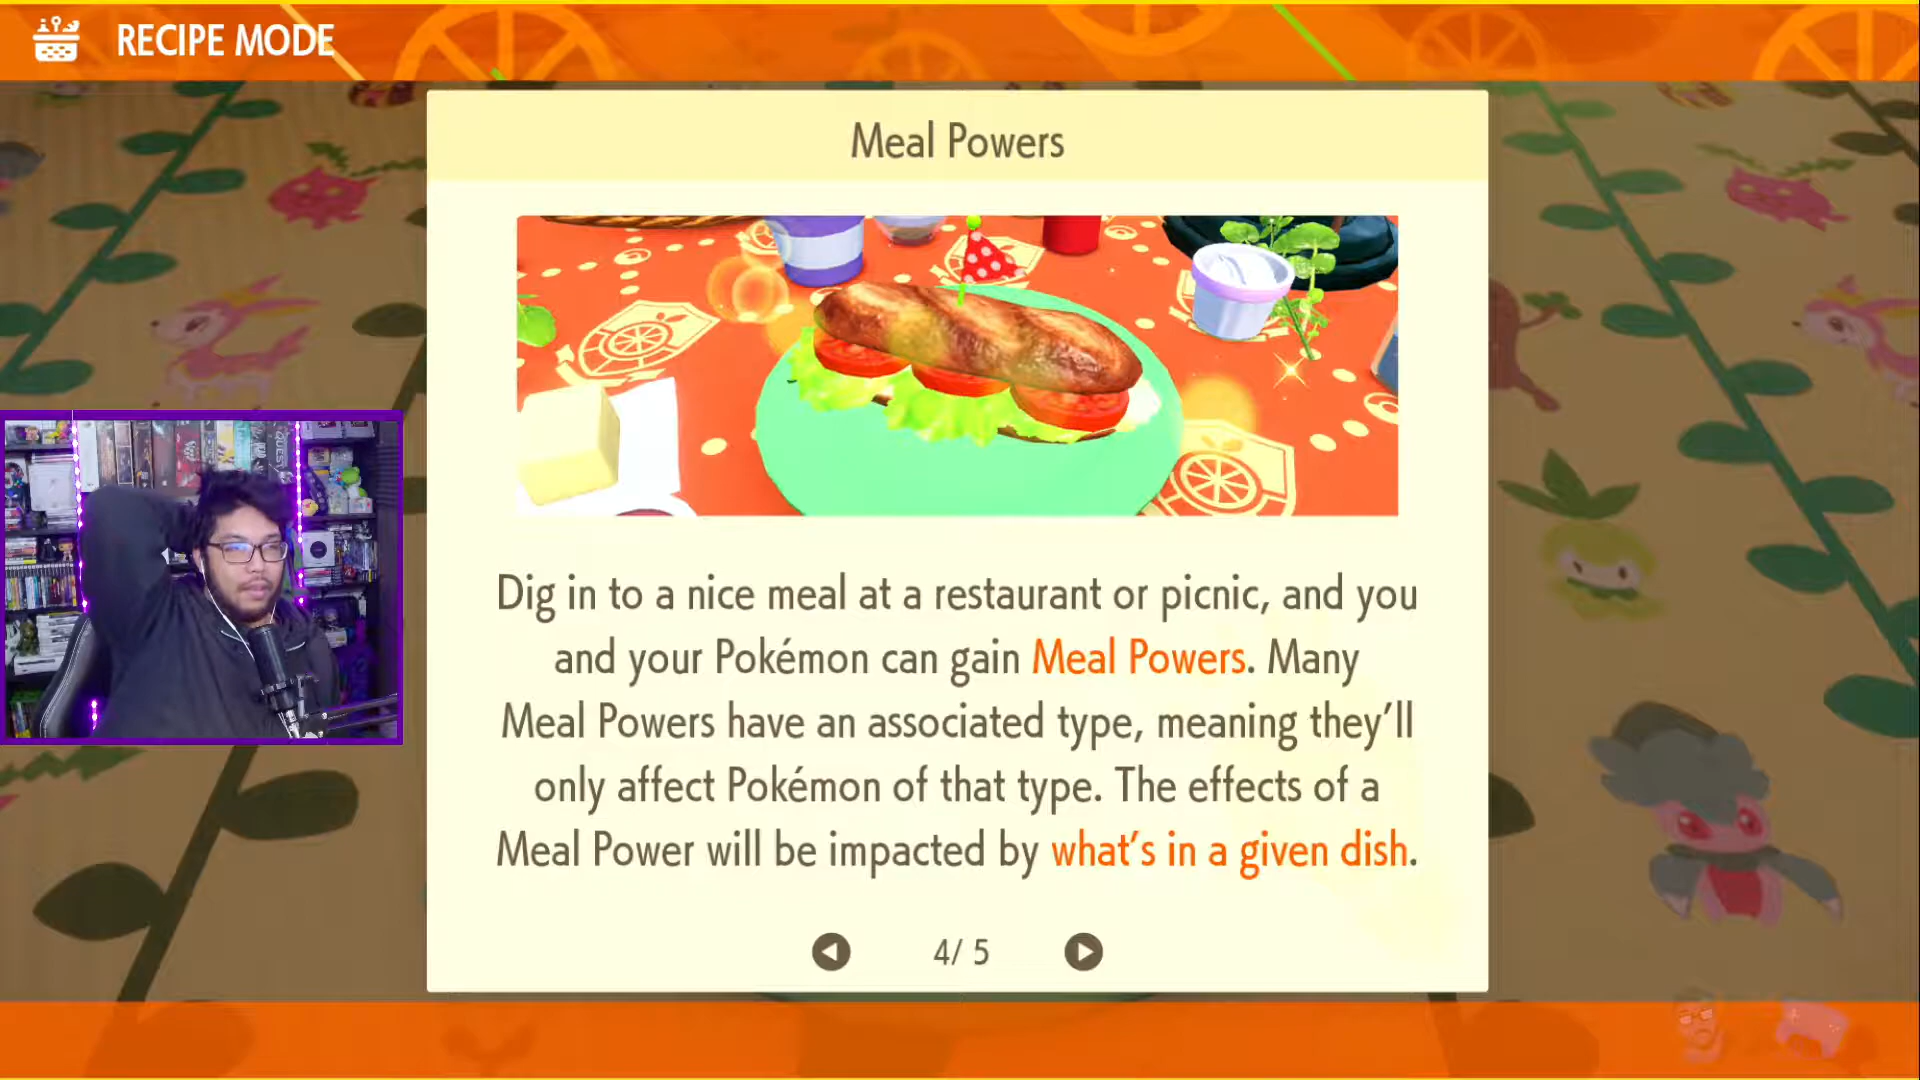 RECIPE MODE
Meal Powers
Dig in to a nice meal at a restaurant or picnic, and you
and your Pokémon can gain Meal Powers. Many
Meal Powers have an associated type, meaning they'll
only affect Pokémon of that type. The effects of a
Meal Power will be impacted by what's in a given dish.
4/ 5